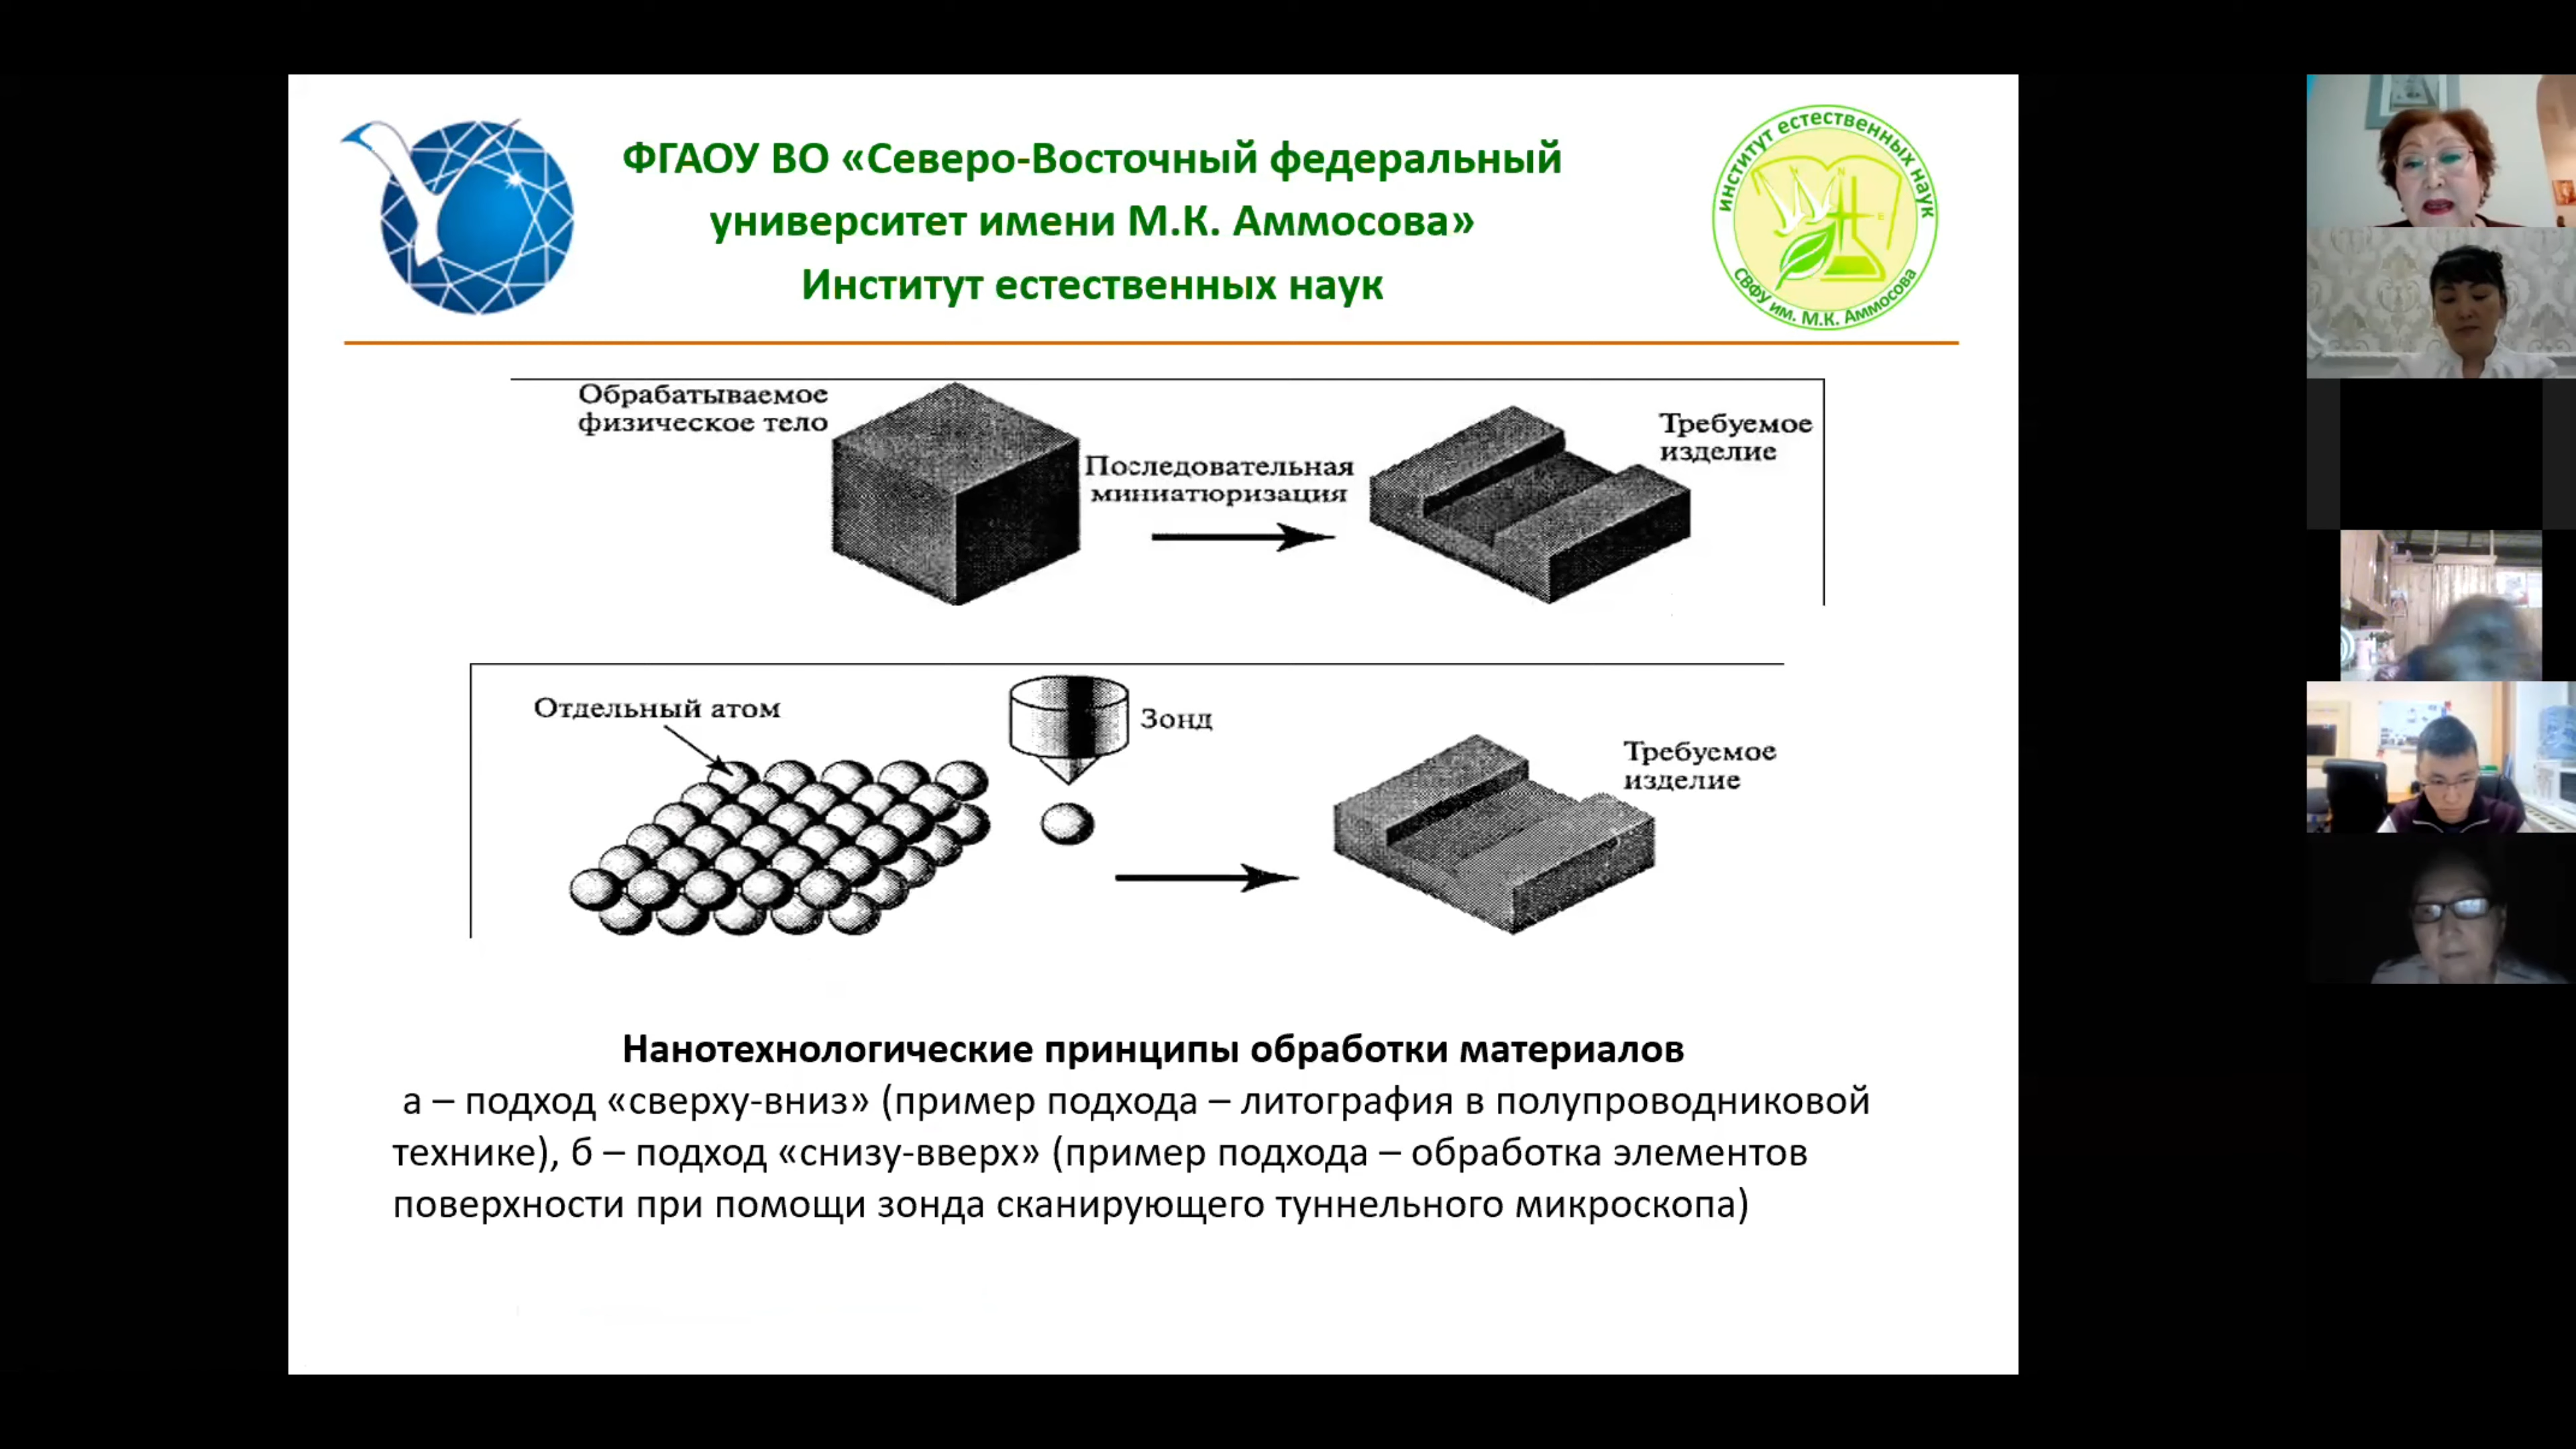 ФГАОУ ВО «Северо-Восточный федеральный
университет имени М.К. Аммосова»
Институт естественных наук
институт естественных наук
СВФУ им. М.К. Аммосова
Обрабатываемое
физическое тело
Последовательная
миниатюризация
Требуемое
изделие
Отдельный атом
Зонд
Требуемое
изделие
Нанотехнологические принципы обработки материалов
а – подход «сверху-вниз» (пример подхода – литография в полупроводниковой
технике), б – подход «снизу-вверх» (пример подхода – обработка элементов
поверхности при помощи зонда сканирующего туннельного микроскопа)